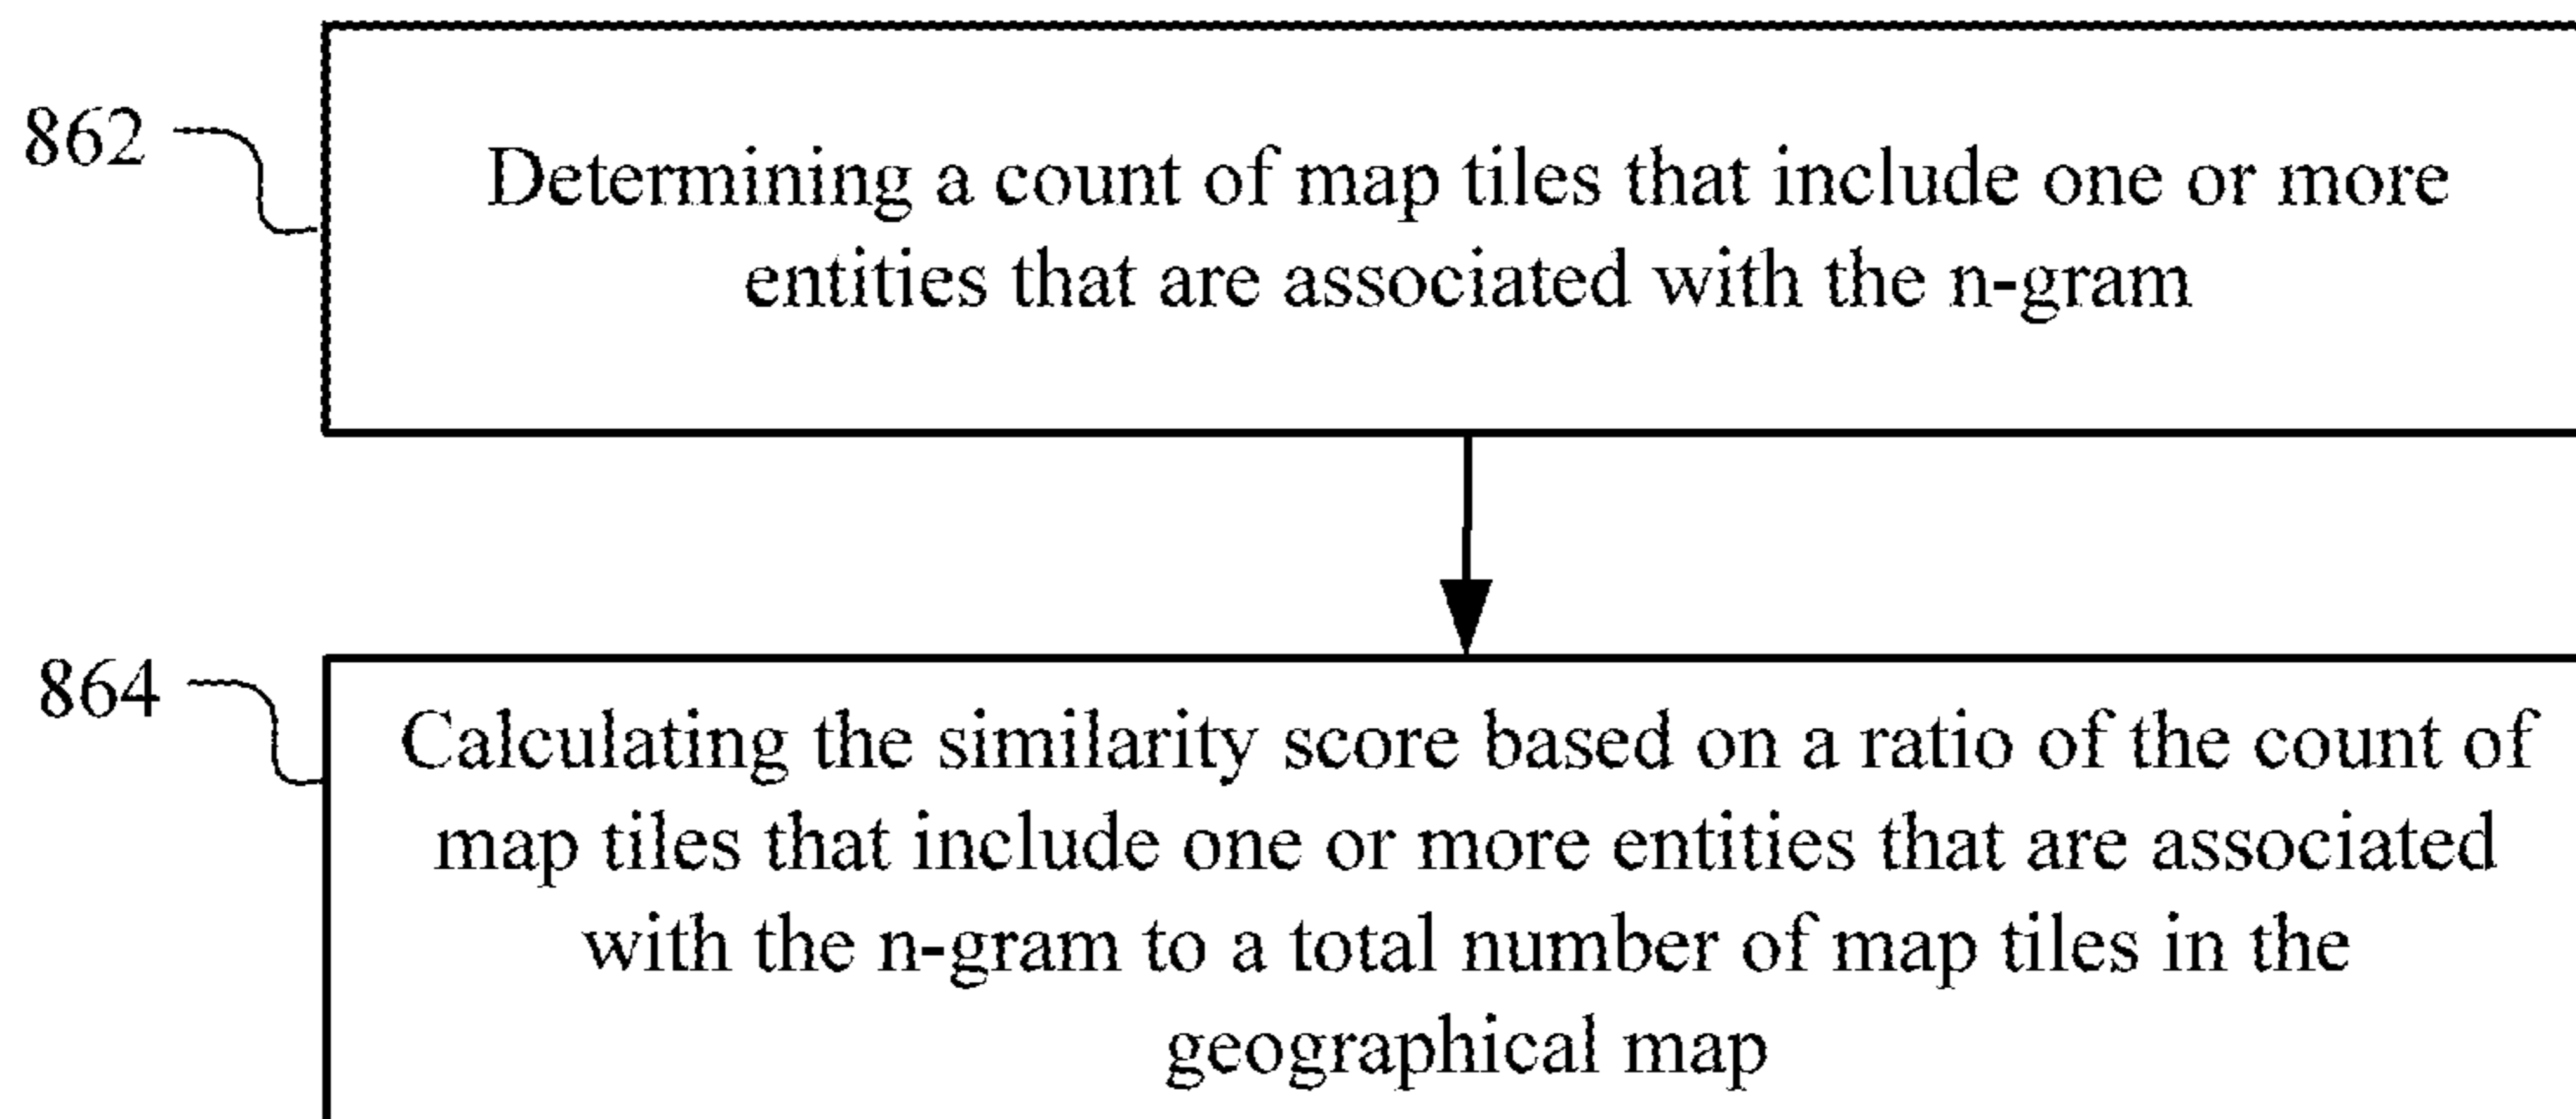 862
Determining a count of map tiles that include one or more
entities that are associated with the n-gram
864
Calculating the similarity score based on a ratio of the count of
map tiles that include one or more entities that are associated
with the n-gram to a total number of map tiles in the
geographical map